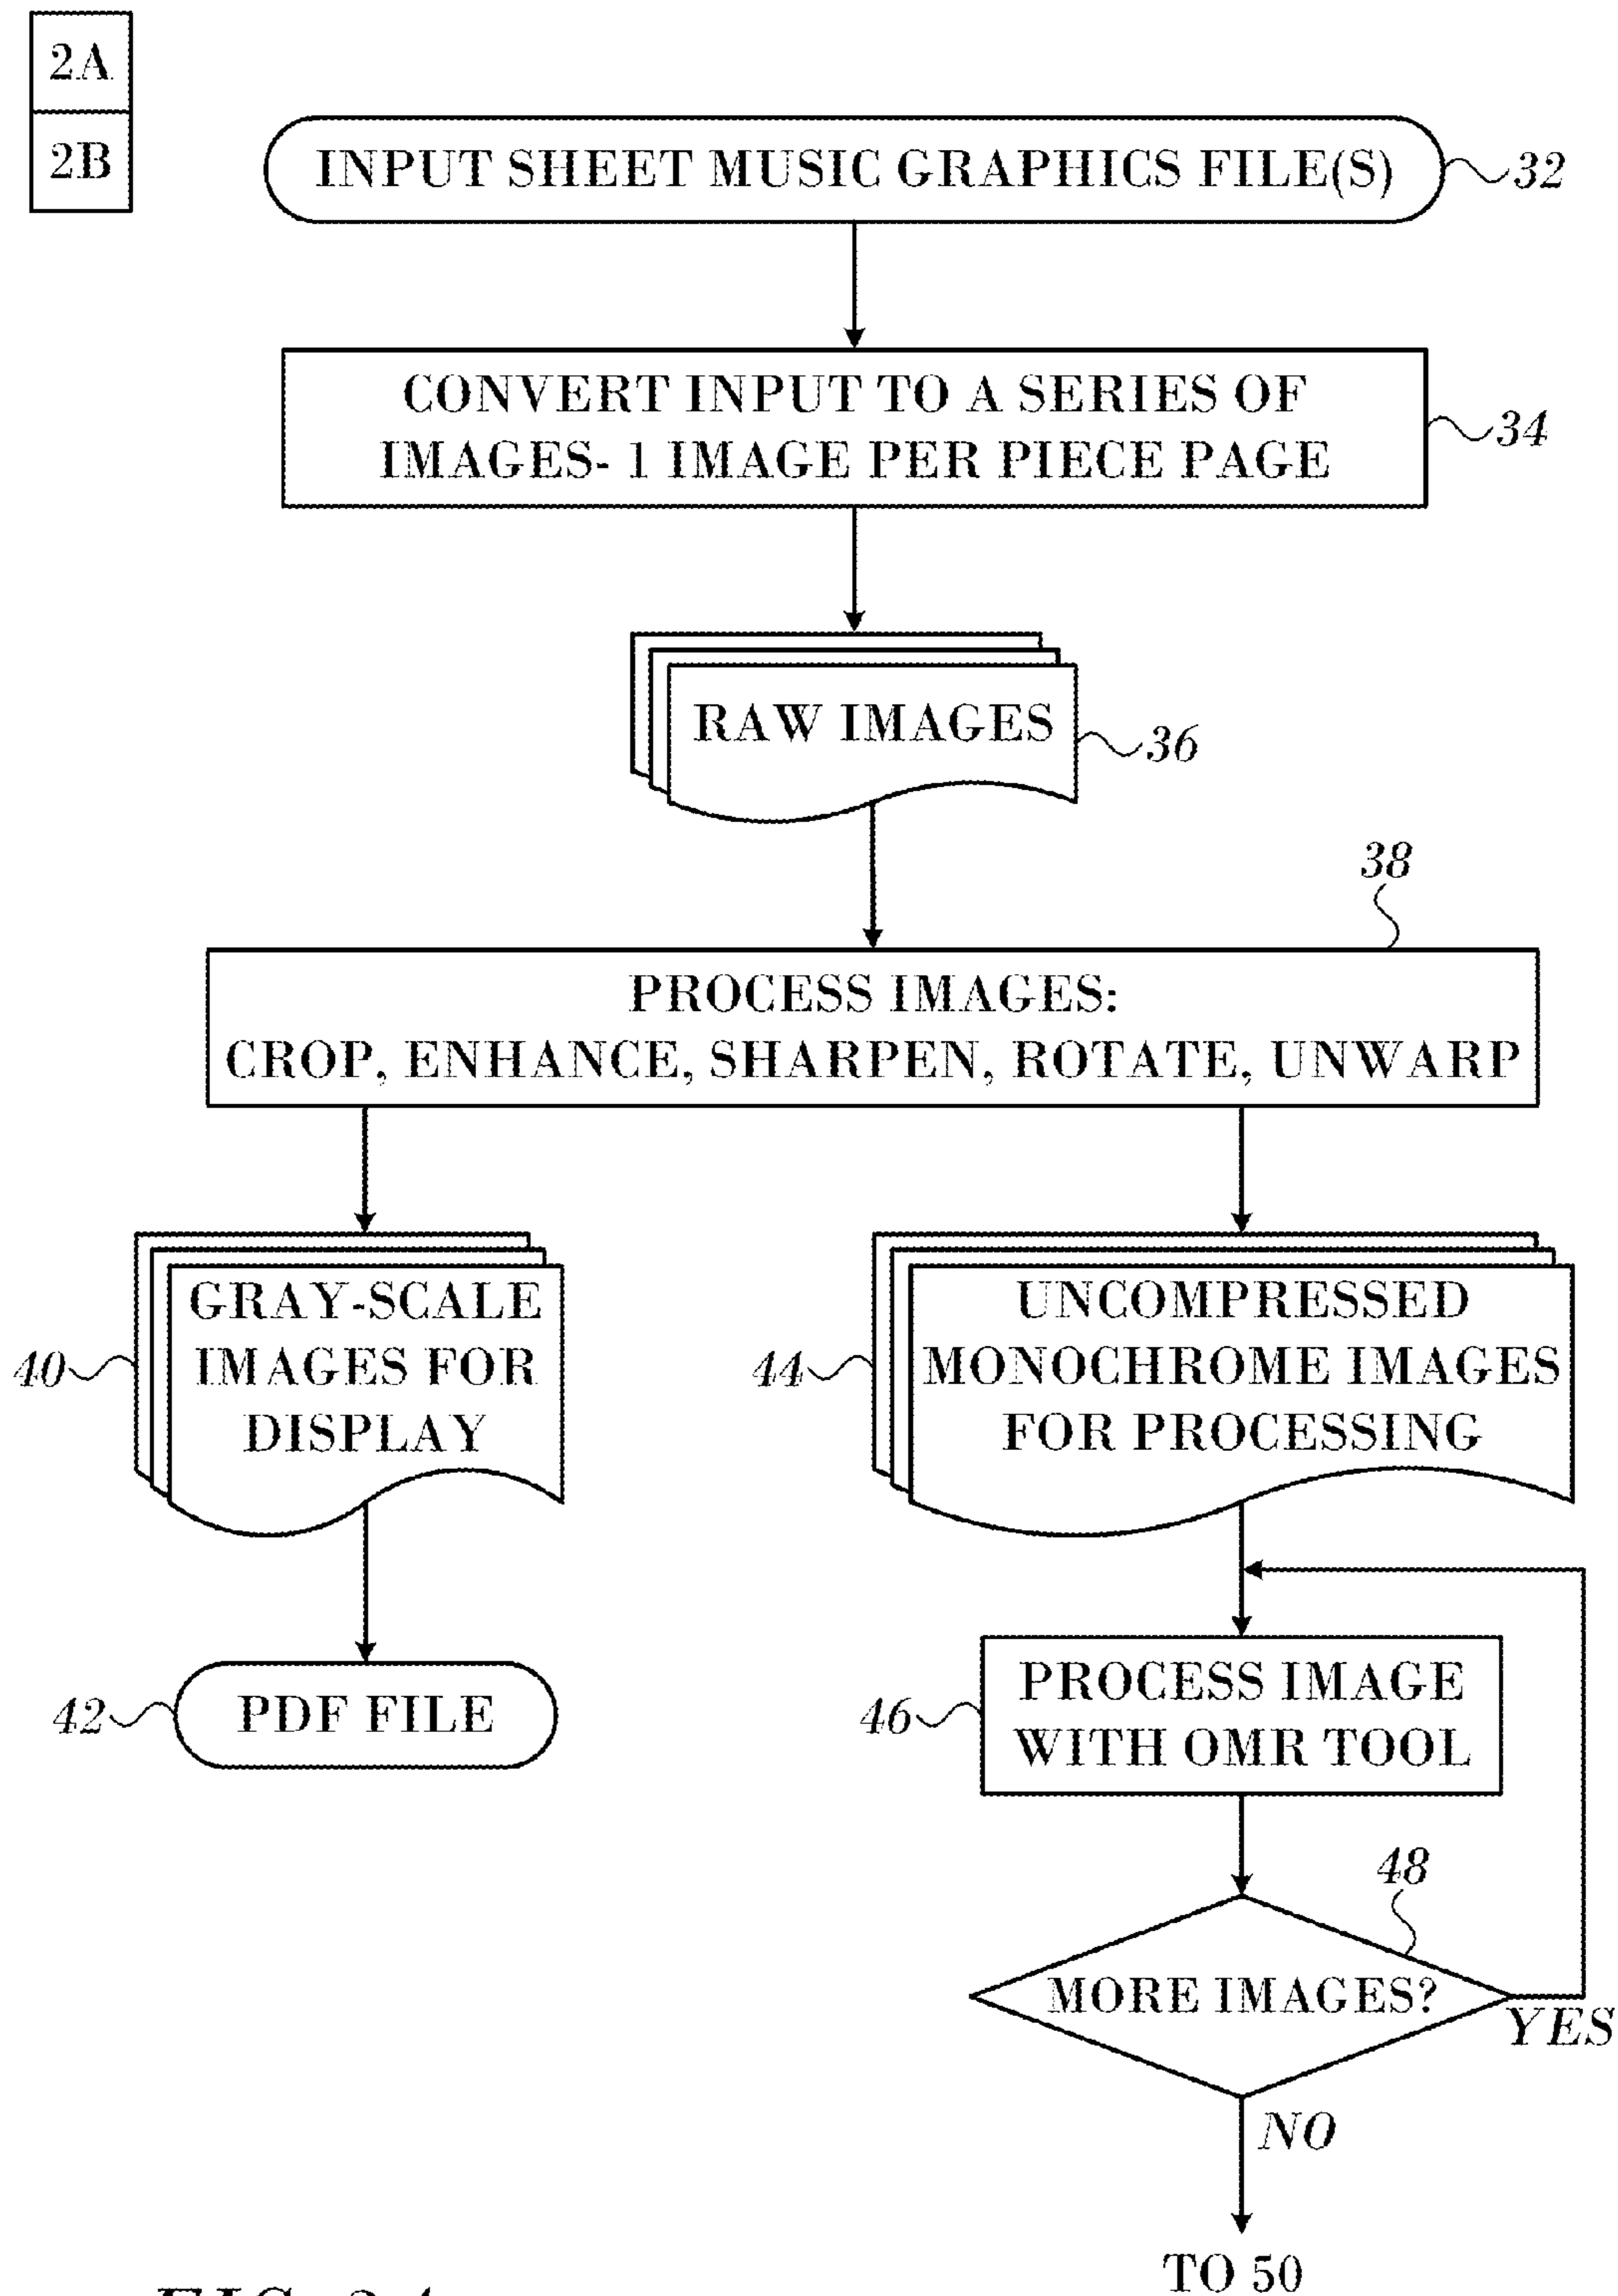 2A
2B
INPUT SHEET MUSIC GRAPHICS FILE(S)
32
CONVERT INPUT TO A SERIES OF
IMAGES- 1 IMAGE PER PIECE PAGE
34
RAW IMAGES
36
38
PROCESS IMAGES:
CROP, ENHANCE, SHARPEN, ROTATE, UNWARP
GRAY-SCALE
IMAGES FOR
DISPLAY
40
UNCOMPRESSED
MONOCHROME IMAGES
FOR PROCESSING
44
42
PDF FILE
46
PROCESS IMAGE
WITH OMR TOOL
48
MORE IMAGES?
YES
NO
TO 50